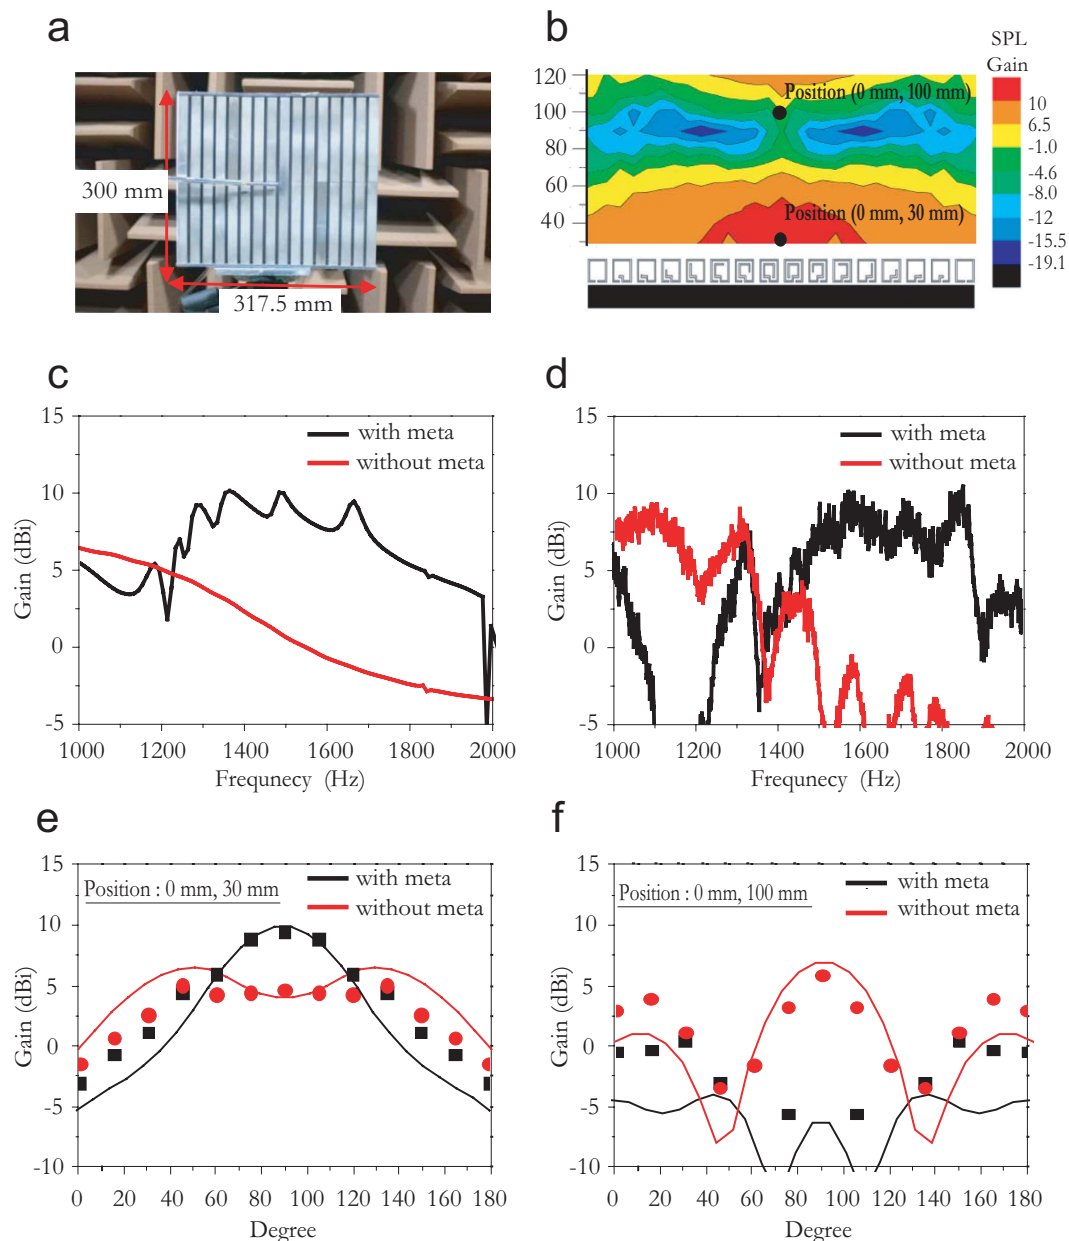 a
300 mm
317.5 mm
b
SPL
Gain
120
100
80
60
40
Position (0 mm, 100 mm)
Position (0 mm, 30 mm)
10
6.5
-1.0
-4.6
-8.0
-12
-15.5
-19.1
c
15
10
5
0
-5
Gain (dBi)
with meta
without meta
1000 1200 1400 1600 1800 2000
Frequnecy (Hz)
d
15
10
5
0
-5
Gain (dBi)
with meta
without meta
1000 1200 1400 1600 1800 2000
Frequnecy (Hz)
e
15
10
5
0
-5
-10
Gain (dBi)
Position : 0 mm, 30 mm
with meta
without meta
0 20 40 60 80 100 120 140 160 180
Degree
f
15
10
5
0
-5
-10
Gain (dBi)
Position : 0 mm, 100 mm
with meta
without meta
0 20 40 60 80 100 120 140 160 180
Degree